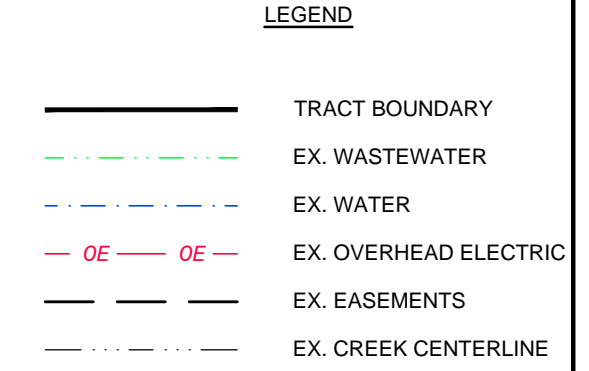 LEGEND
TRACT BOUNDARY
EX. WASTEWATER
EX. WATER
OE OE EX. OVERHEAD ELECTRIC
EX. EASEMENTS
EX. CREEK CENTERLINE